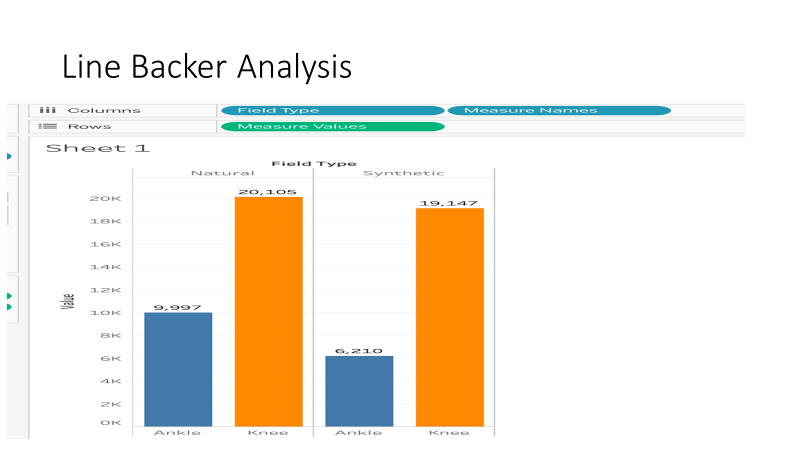 Line Backer Analysis
Columns Field Type Measure Names
Rows Measure Values
Sheet 1
Field Type
Natural Synthetic
20,105
19,147
9,997
6,210
Value
20K
18K
16K
14K
12K
10K
8K
6K
4K
2K
0K
Ankle Knee Ankle Knee